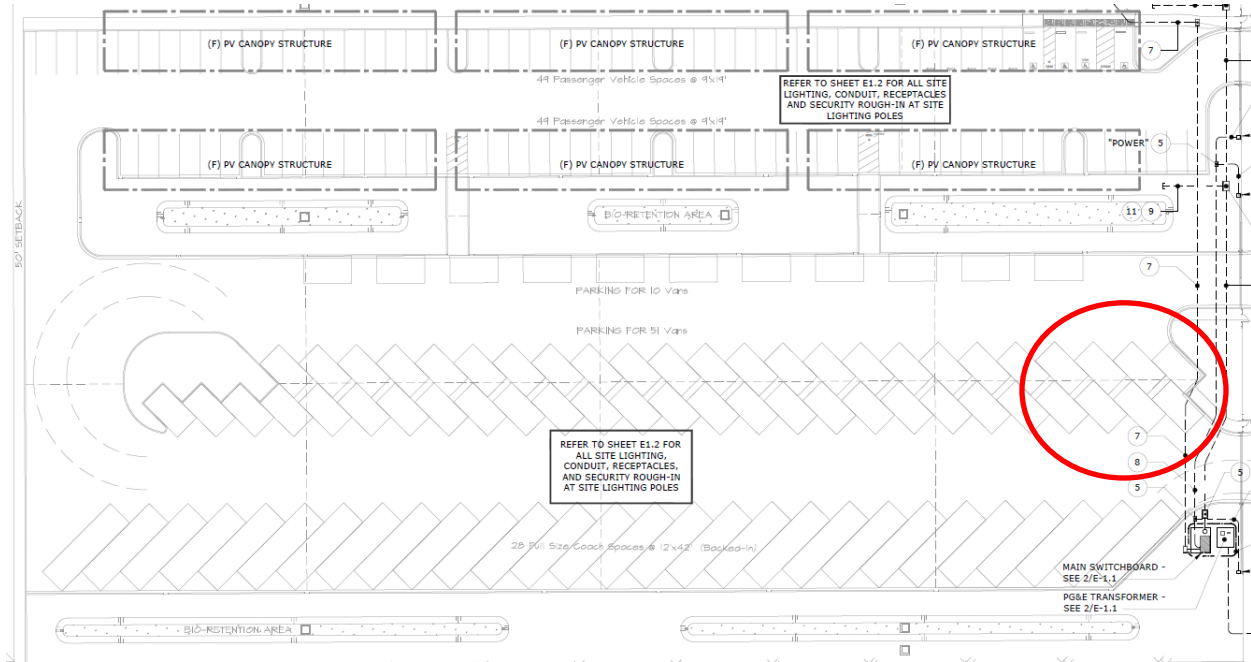 (F) PV CANOPY STRUCTURE
(F) PV CANOPY STRUCTURE
(F) PV CANOPY STRUCTURE
7
49 Passenger Vehicle Spaces @ 9'x19'
REFER TO SHEET E1.2 FOR ALL SITE
LIGHTING, CONDUIT, RECEPTACLES
AND SECURITY ROUGH-IN AT SITE
LIGHTING POLES
49 Passenger Vehicle Spaces @ 9'x19'
"POWER" 5
(F) PV CANOPY STRUCTURE
(F) PV CANOPY STRUCTURE
(F) PV CANOPY STRUCTURE
50' SETBACK
BIO-RETENTION AREA
11 9
7
PARKING FOR 10 Vans
PARKING FOR 51 Vans
REFER TO SHEET E1.2 FOR
ALL SITE LIGHTING,
CONDUIT, RECEPTACLES,
AND SECURITY ROUGH-IN
AT SITE LIGHTING POLES
7
8
5
5
28 Full Size Coach Spaces @ 12'x42' (Backed-In)
MAIN SWITCHBOARD -
SEE 2/E-1.1
PG&E TRANSFORMER -
SEE 2/E-1.1
BIO-RETENTION AREA